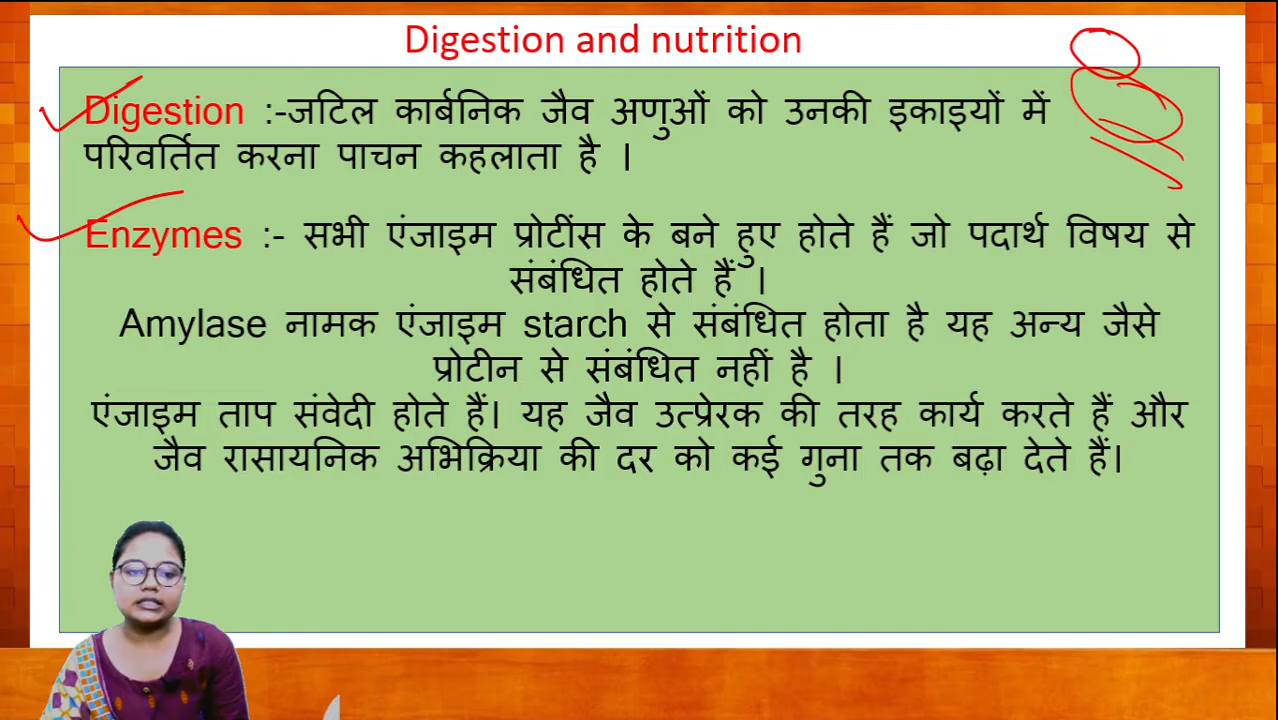 Digestion and nutrition
Digestion :-जटिल कार्बनिक जैव अणुओं को उनकी इकाइयों में
परिवर्तित करना पाचन कहलाता है ।
Enzymes :- सभी एंजाइम प्रोटींस के बने हुए होते हैं जो पदार्थ विषय से
संबंधित होते हैं ।
Amylase नामक एंजाइम starch से संबंधित होता है यह अन्य जैसे
प्रोटीन से संबंधित नहीं है ।
एंजाइम ताप संवेदी होते हैं। यह जैव उत्प्रेरक की तरह कार्य करते हैं और
जैव रासायनिक अभिक्रिया की दर को कई गुना तक बढ़ा देते हैं।